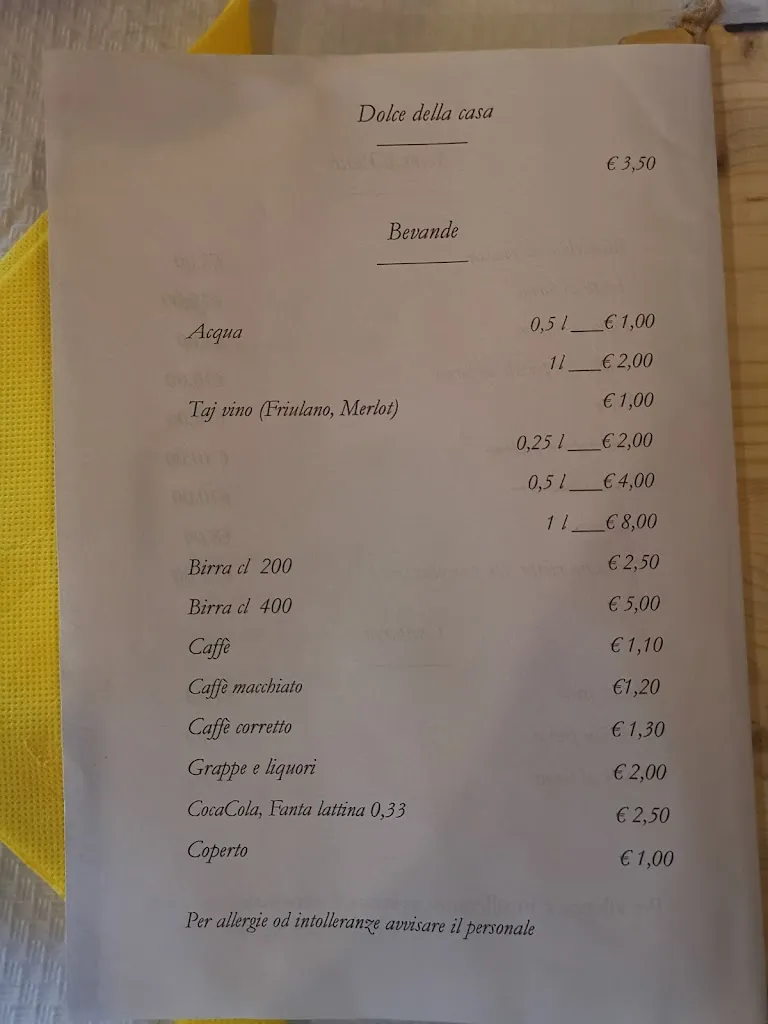 Dolce della casa
€ 3,50
Bevande
Acqua 0,5 l ___€ 1,00
1l ___€ 2,00
Taj vino (Friulano, Merlot) € 1,00
0,25 l ___€ 2,00
0,5 l ___€ 4,00
1 l ___€ 8,00
Birra cl 200 € 2,50
Birra cl 400 € 5,00
Caffè € 1,10
Caffè macchiato €1,20
Caffè corretto € 1,30
Grappe e liquori € 2,00
CocaCola, Fanta lattina 0,33 € 2,50
Coperto € 1,00
Per allergie od intolleranze avvisare il personale